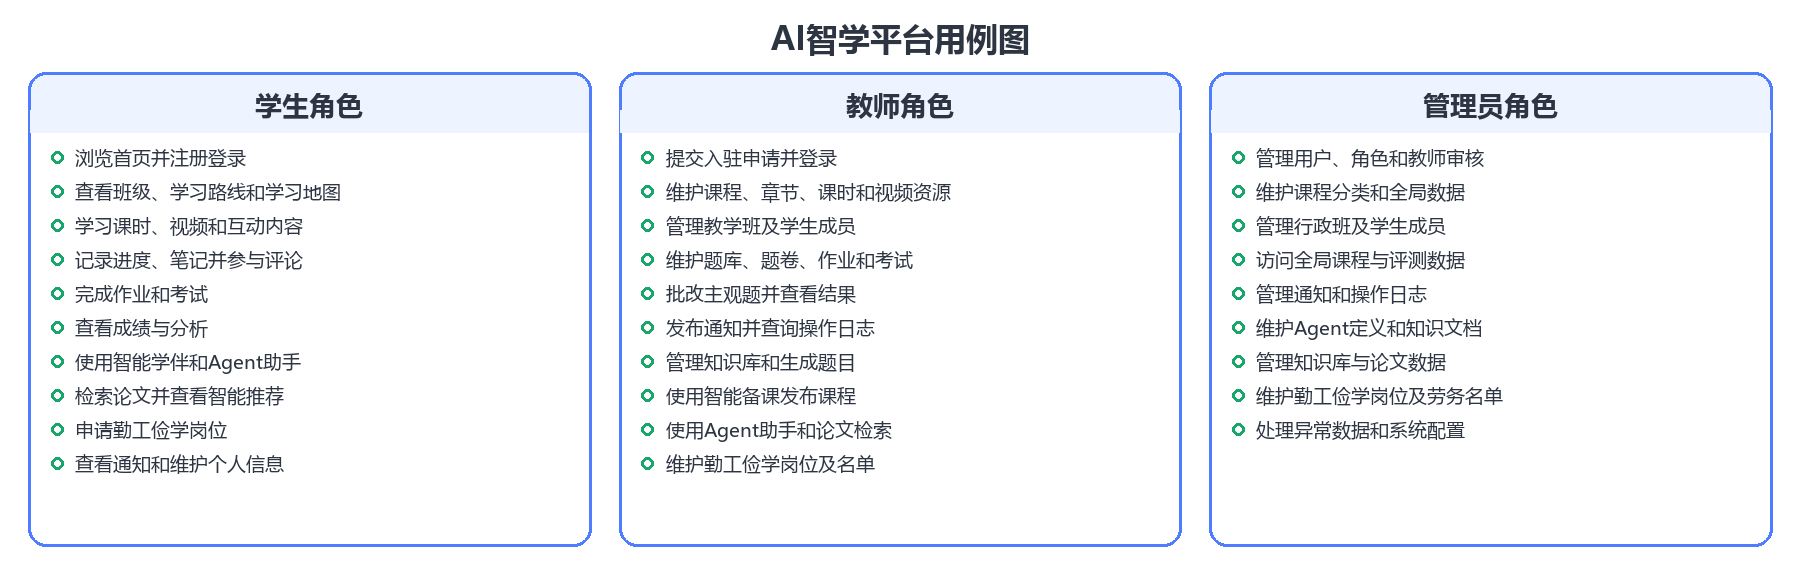 AI智学平台用例图
学生角色
浏览首页并注册登录
查看班级、学习路线和学习地图
学习课时、视频和互动内容
记录进度、笔记并参与评论
完成作业和考试
查看成绩与分析
使用智能学伴和Agent助手
检索论文并查看智能推荐
申请勤工俭学岗位
查看通知和维护个人信息
教师角色
提交入驻申请并登录
维护课程、章节、课时和视频资源
管理教学班及学生成员
维护题库、题卷、作业和考试
批改主观题并查看结果
发布通知并查询操作日志
管理知识库和生成题目
使用智能备课发布课程
使用Agent助手和论文检索
维护勤工俭学岗位及名单
管理员角色
管理用户、角色和教师审核
维护课程分类和全局数据
管理行政班及学生成员
访问全局课程与评测数据
管理通知和操作日志
维护Agent定义和知识文档
管理知识库与论文数据
维护勤工俭学岗位及劳务名单
处理异常数据和系统配置